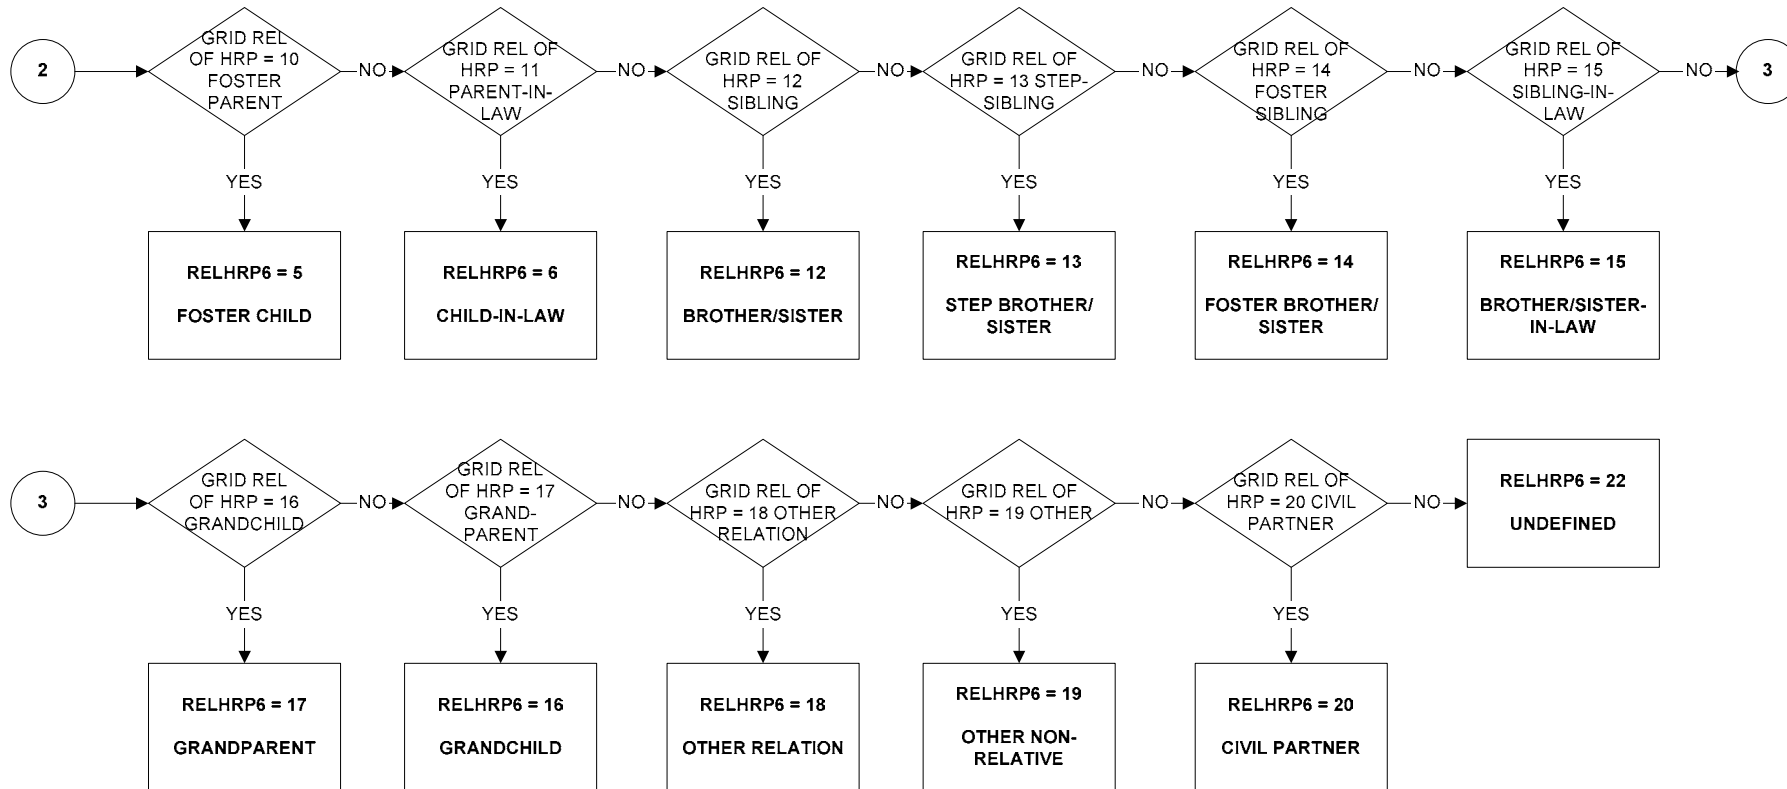 2
GRID REL
OF HRP = 10
FOSTER
PARENT
NO
GRID REL OF
HRP = 11
PARENT-IN-
LAW
NO
GRID REL OF
HRP = 12
SIBLING
NO
GRID REL OF
HRP = 13 STEP-
SIBLING
NO
GRID REL OF
HRP = 14
FOSTER
SIBLING
NO
GRID REL OF
HRP = 15
SIBLING-IN-
LAW
NO
3
YES
YES
YES
YES
YES
YES
RELHRP6 = 5
FOSTER CHILD
RELHRP6 = 6
CHILD-IN-LAW
RELHRP6 = 12
BROTHER/SISTER
RELHRP6 = 13
STEP BROTHER/
SISTER
RELHRP6 = 14
FOSTER BROTHER/
SISTER
RELHRP6 = 15
BROTHER/SISTER-
IN-LAW
3
GRID REL
OF HRP = 16
GRANDCHILD
NO
GRID REL
OF HRP = 17
GRAND-
PARENT
NO
GRID REL OF
HRP = 18 OTHER
RELATION
NO
GRID REL OF
HRP = 19 OTHER
NO
GRID REL OF
HRP = 20 CIVIL
PARTNER
NO
RELHRP6 = 22
UNDEFINED
YES
YES
YES
YES
YES
RELHRP6 = 17
GRANDPARENT
RELHRP6 = 16
GRANDCHILD
RELHRP6 = 18
OTHER RELATION
RELHRP6 = 19
OTHER NON-
RELATIVE
RELHRP6 = 20
CIVIL PARTNER